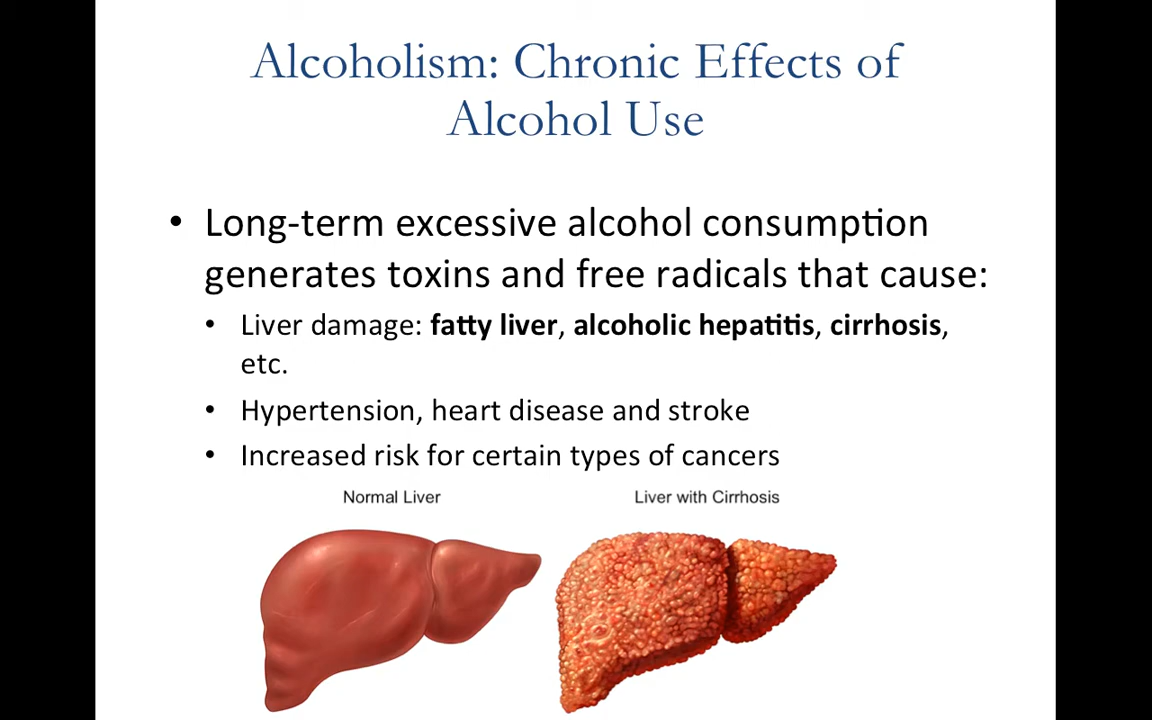 Alcoholism: Chronic Effects of
Alcohol Use
• Long-term excessive alcohol consumption
generates toxins and free radicals that cause:
• Liver damage: fatty liver, alcoholic hepatitis, cirrhosis,
etc.
• Hypertension, heart disease and stroke
• Increased risk for certain types of cancers
Normal Liver
Liver with Cirrhosis